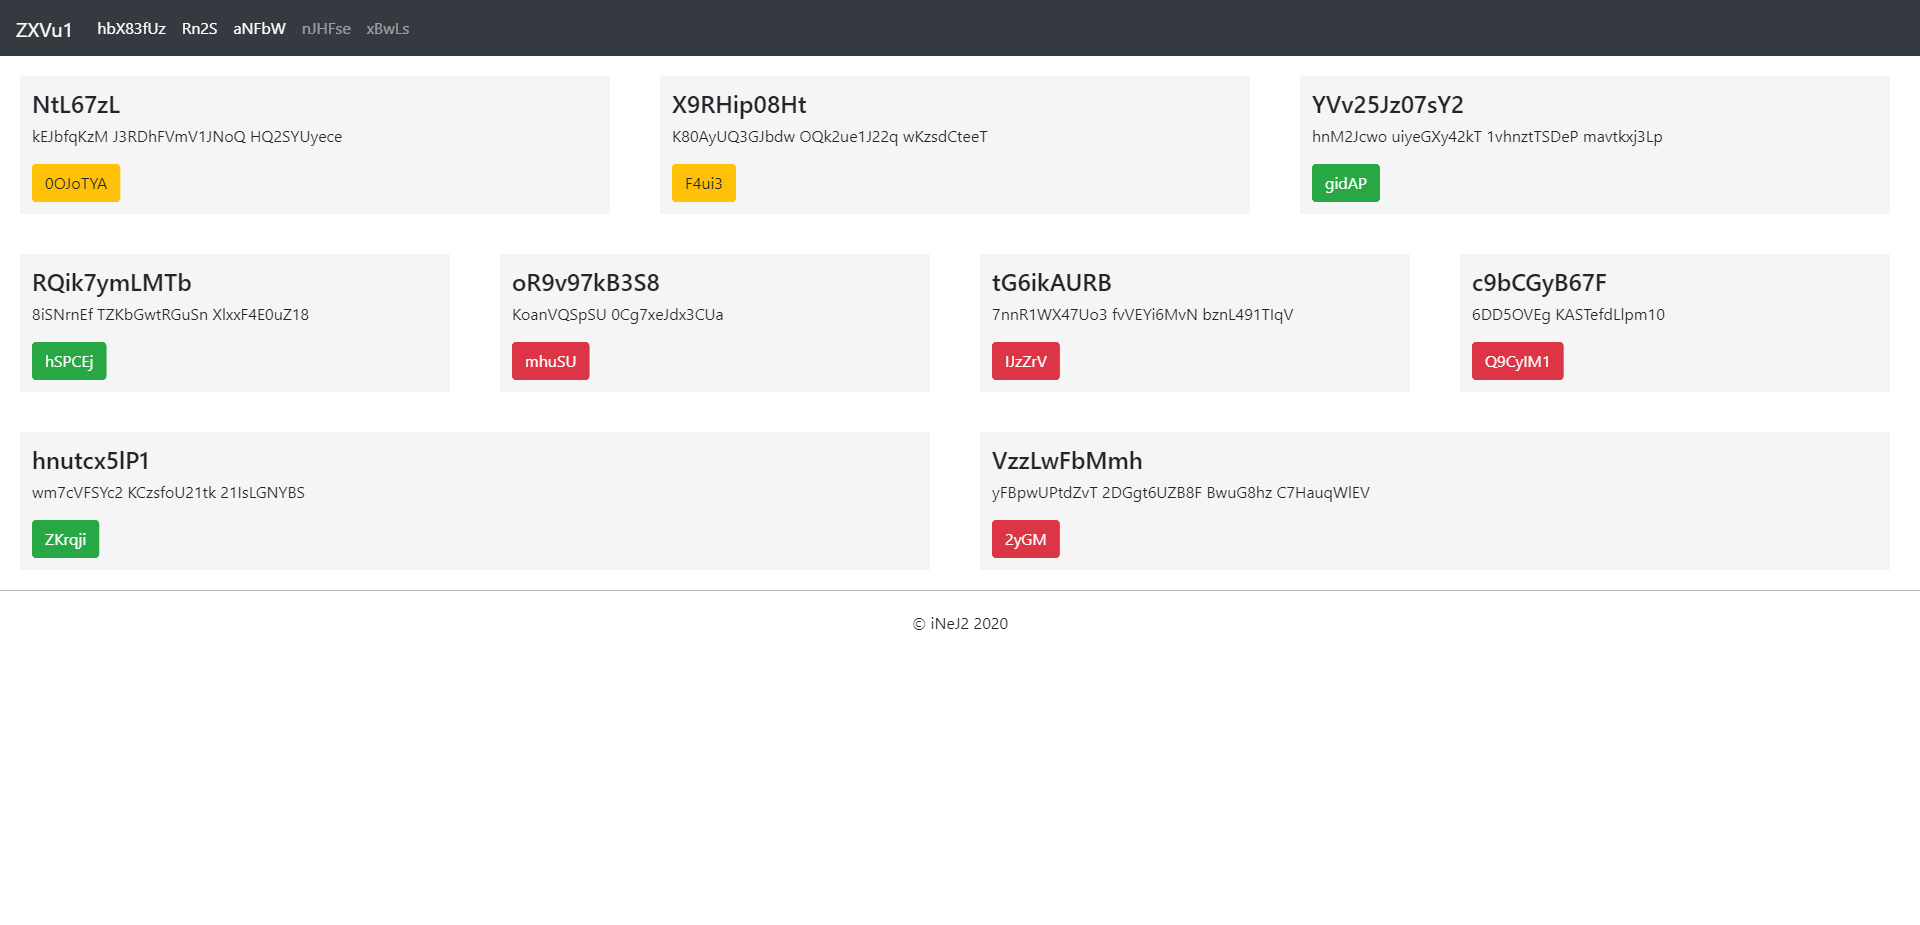 ZXVu1 hbX83fUz Rn2S aNFbW nJHFse xBwLs
NtL67zL
kEJbfqKzM J3RDhFVmV1JNoQ HQ2SYUyece
0OJoTYA
X9RHip08Ht
K80AyUQ3GJbdw OQk2ue1J22q wKzsdCteeT
F4ui3
YVv25Jz07sY2
hnM2Jcwo uiyeGXy42kT 1vhnztTSDeP mavtkxj3Lp
gidAP
RQik7ymLMTb
8iSNrnEf TZKbGwtRGuSn XlxxF4E0uZ18
hSPCEj
oR9v97kB3S8
KoanVQSpSU 0Cg7xeJdx3CUa
mhuSU
tG6ikAURB
7nnR1WX47Uo3 fvVEYi6MvN bznL491TIqV
IJzZrV
c9bCGyB67F
6DD5OVEg KASTefdLlpm10
Q9CyIM1
hnutcx5lP1
wm7cVFSYc2 KCzsfoU21tk 21IsLGNYBS
ZKrqji
VzzLwFbMmh
yFBpwUPtdZvT 2DGgt6UZB8F BwuG8hz C7HauqWlEV
2yGM
© iNeJ2 2020